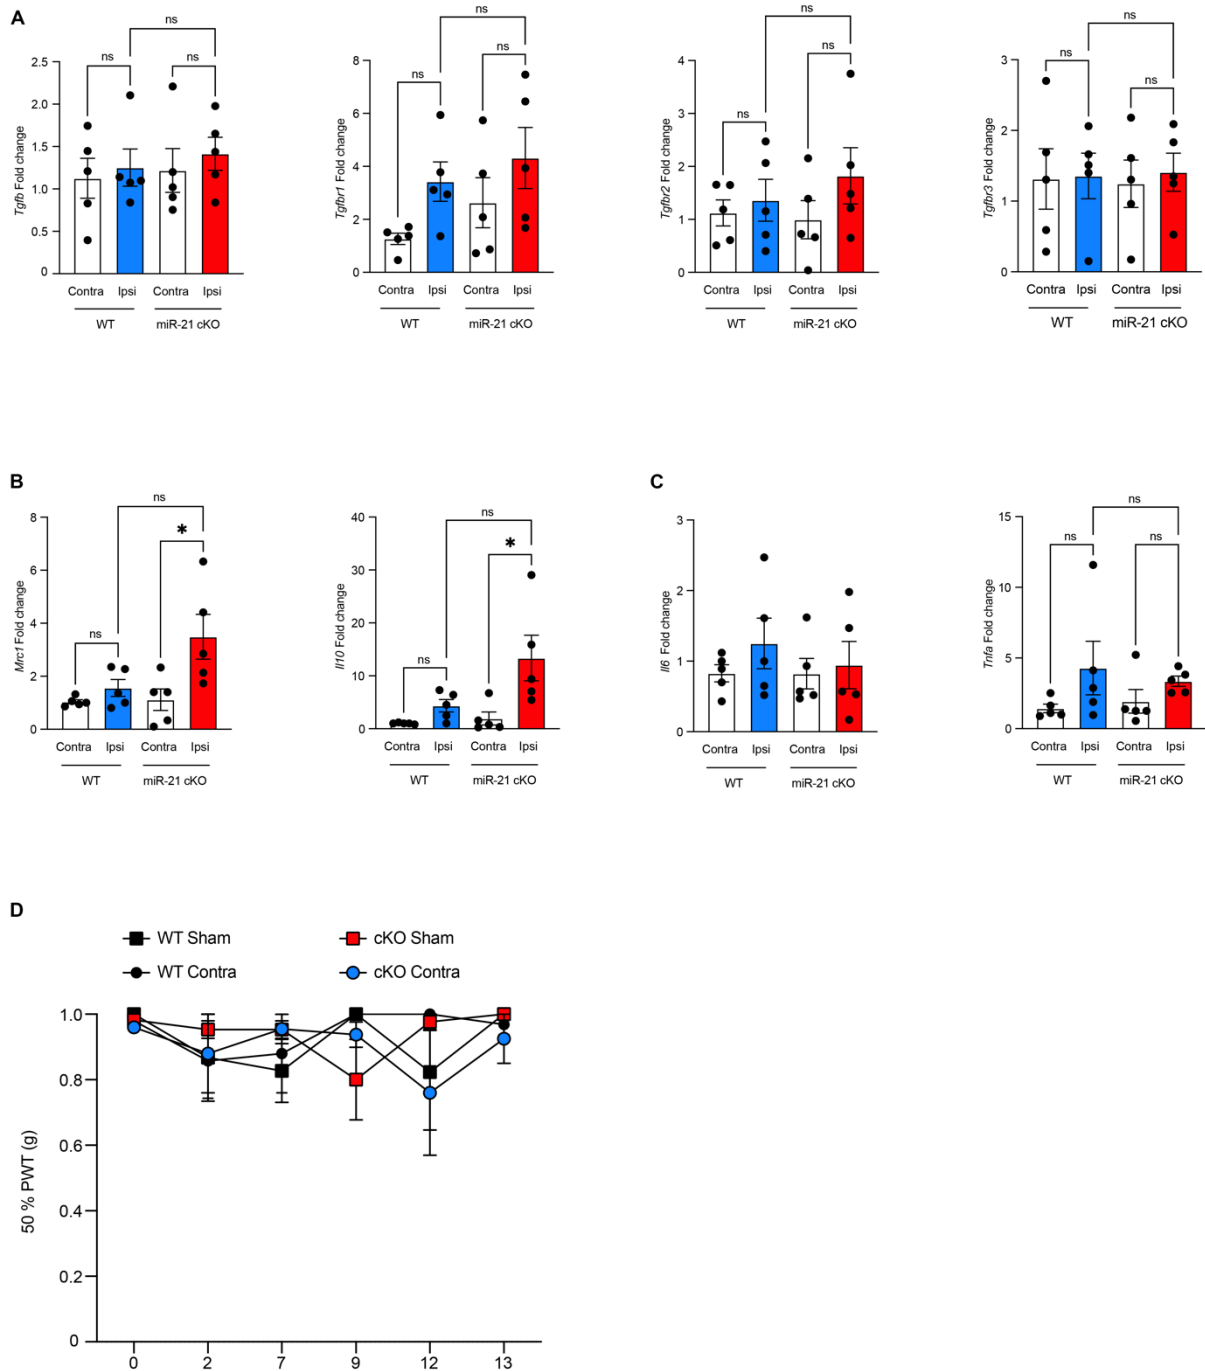 A
ns
ns
ns
Tgfb Fold change
2.5
2.0
1.5
1.0
0.5
0.0
Contra Ipsi Contra Ipsi
WT miR-21 cKO
ns
ns
ns
Tgfbr1 Fold change
8
6
4
2
0
Contra Ipsi Contra Ipsi
WT miR-21 cKO
ns
ns
ns
Tgfbr2 Fold change
4
3
2
1
0
Contra Ipsi Contra Ipsi
WT miR-21 cKO
ns
ns
ns
Tgfbr3 Fold change
3
2
1
0
Contra Ipsi Contra Ipsi
WT miR-21 cKO
B
ns
*
ns
Mrc1 Fold change
8
6
4
2
0
Contra Ipsi Contra Ipsi
WT miR-21 cKO
ns
*
ns
Il10 Fold change
40
30
20
10
0
Contra Ipsi Contra Ipsi
WT miR-21 cKO
C
Il6 Fold change
3
2
1
0
Contra Ipsi Contra Ipsi
WT miR-21 cKO
ns
ns
ns
Tnfa Fold change
15
10
5
0
Contra Ipsi Contra Ipsi
WT miR-21 cKO
D
WT Sham cKO Sham
WT Contra cKO Contra
50 % PWT (g)
1.0
0.8
0.6
0.4
0.2
0
0 2 7 9 12 13